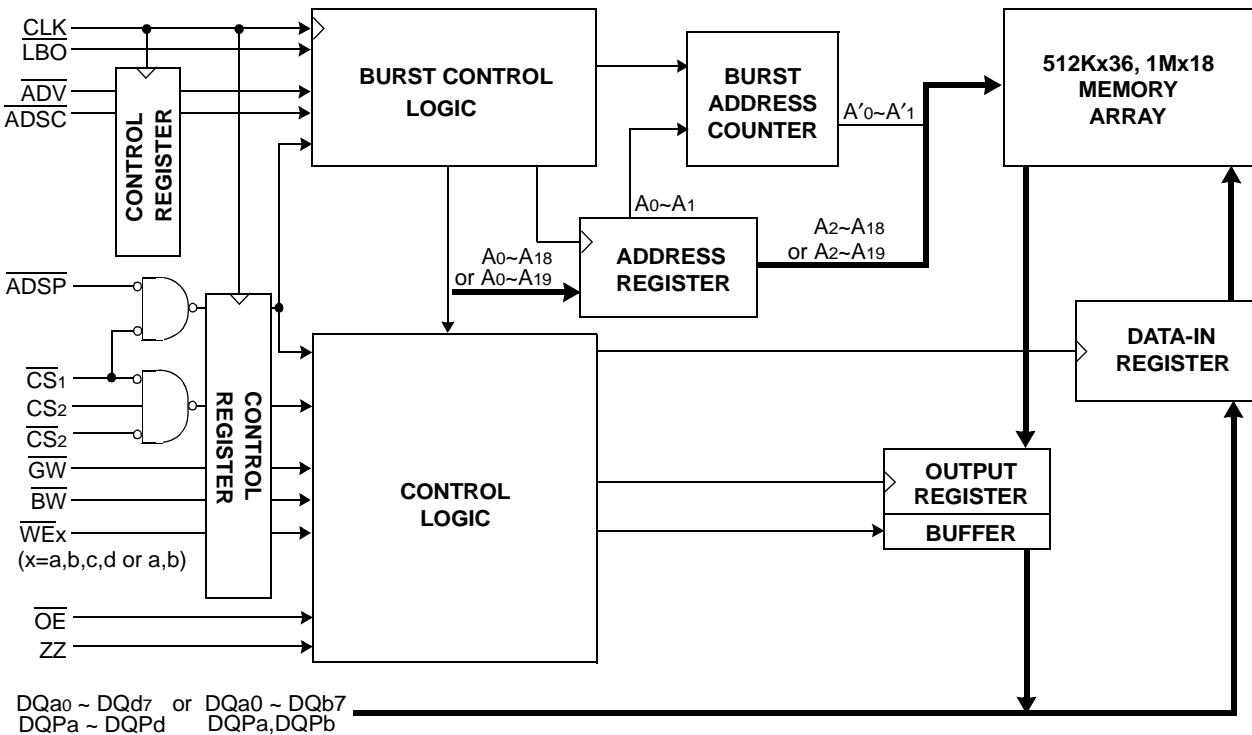 CLK
LBO
ADV
ADSC
CONTROL
REGISTER
BURST CONTROL
LOGIC
BURST
ADDRESS
COUNTER
A′0~A′1
512Kx36, 1Mx18
MEMORY
ARRAY
A0~A1
A2~A18
or A2~A19
A0~A18
or A0~A19
ADDRESS
REGISTER
ADSP
CS1
CS2
CS2
GW
BW
WEx
(x=a,b,c,d or a,b)
OE
ZZ
CONTROL
REGISTER
CONTROL
LOGIC
DATA-IN
REGISTER
OUTPUT
REGISTER
BUFFER
DQa0 ~ DQd7 or DQa0 ~ DQb7
DQPa ~ DQPd DQPa,DQPb